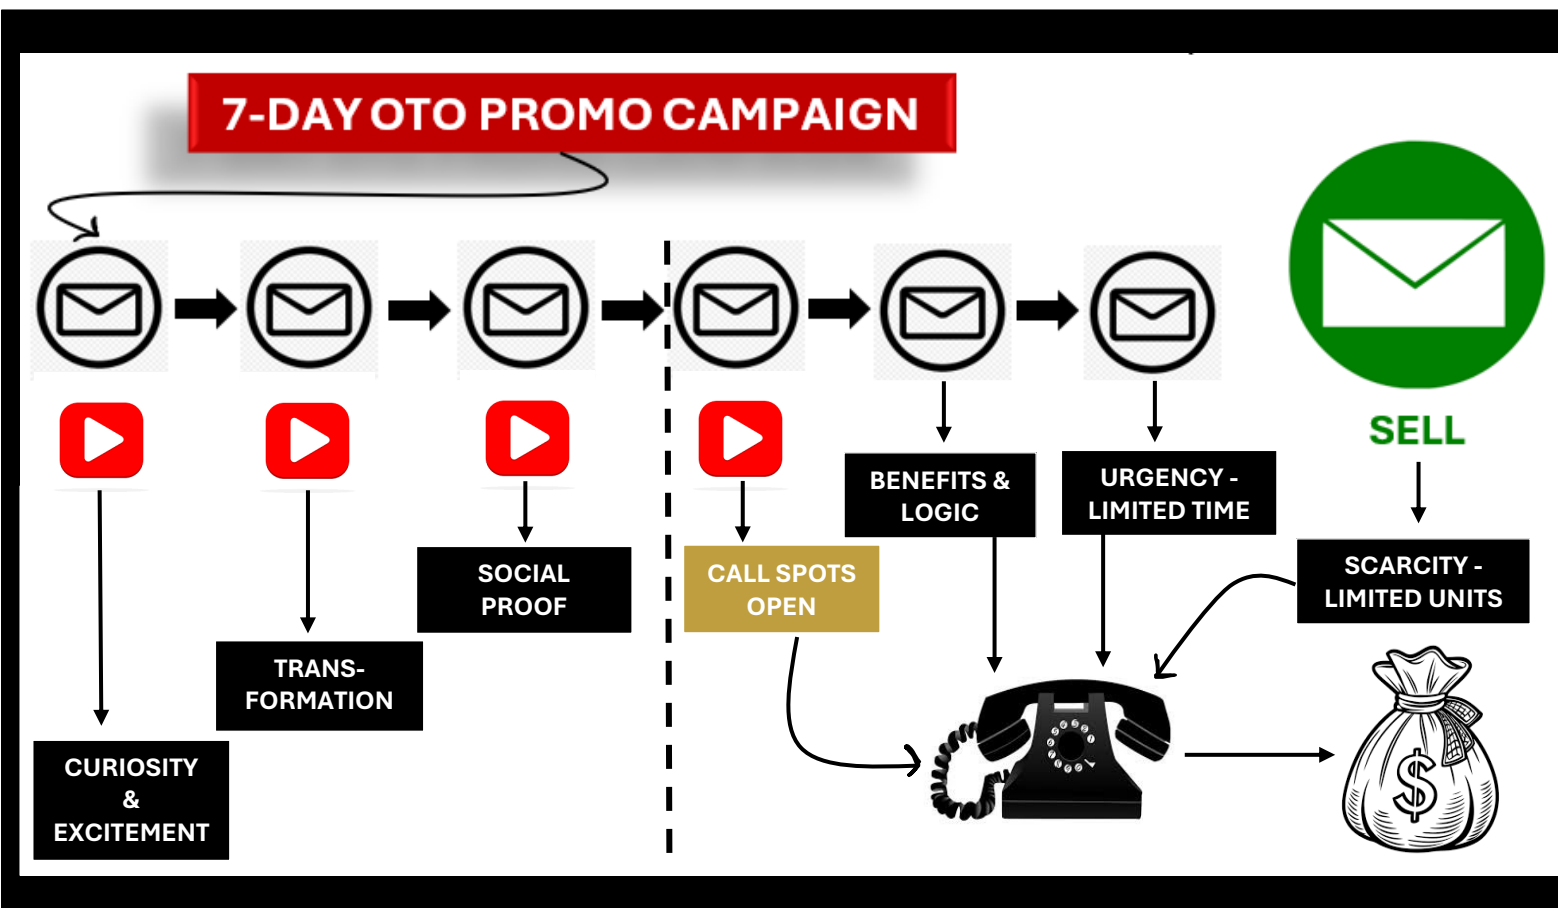 7-DAY OTO PROMO CAMPAIGN
SELL
BENEFITS &
LOGIC
URGENCY -
LIMITED TIME
SOCIAL
PROOF
CALL SPOTS
OPEN
SCARCITY -
LIMITED UNITS
TRANS-
FORMATION
CURIOSITY
&
EXCITEMENT
$